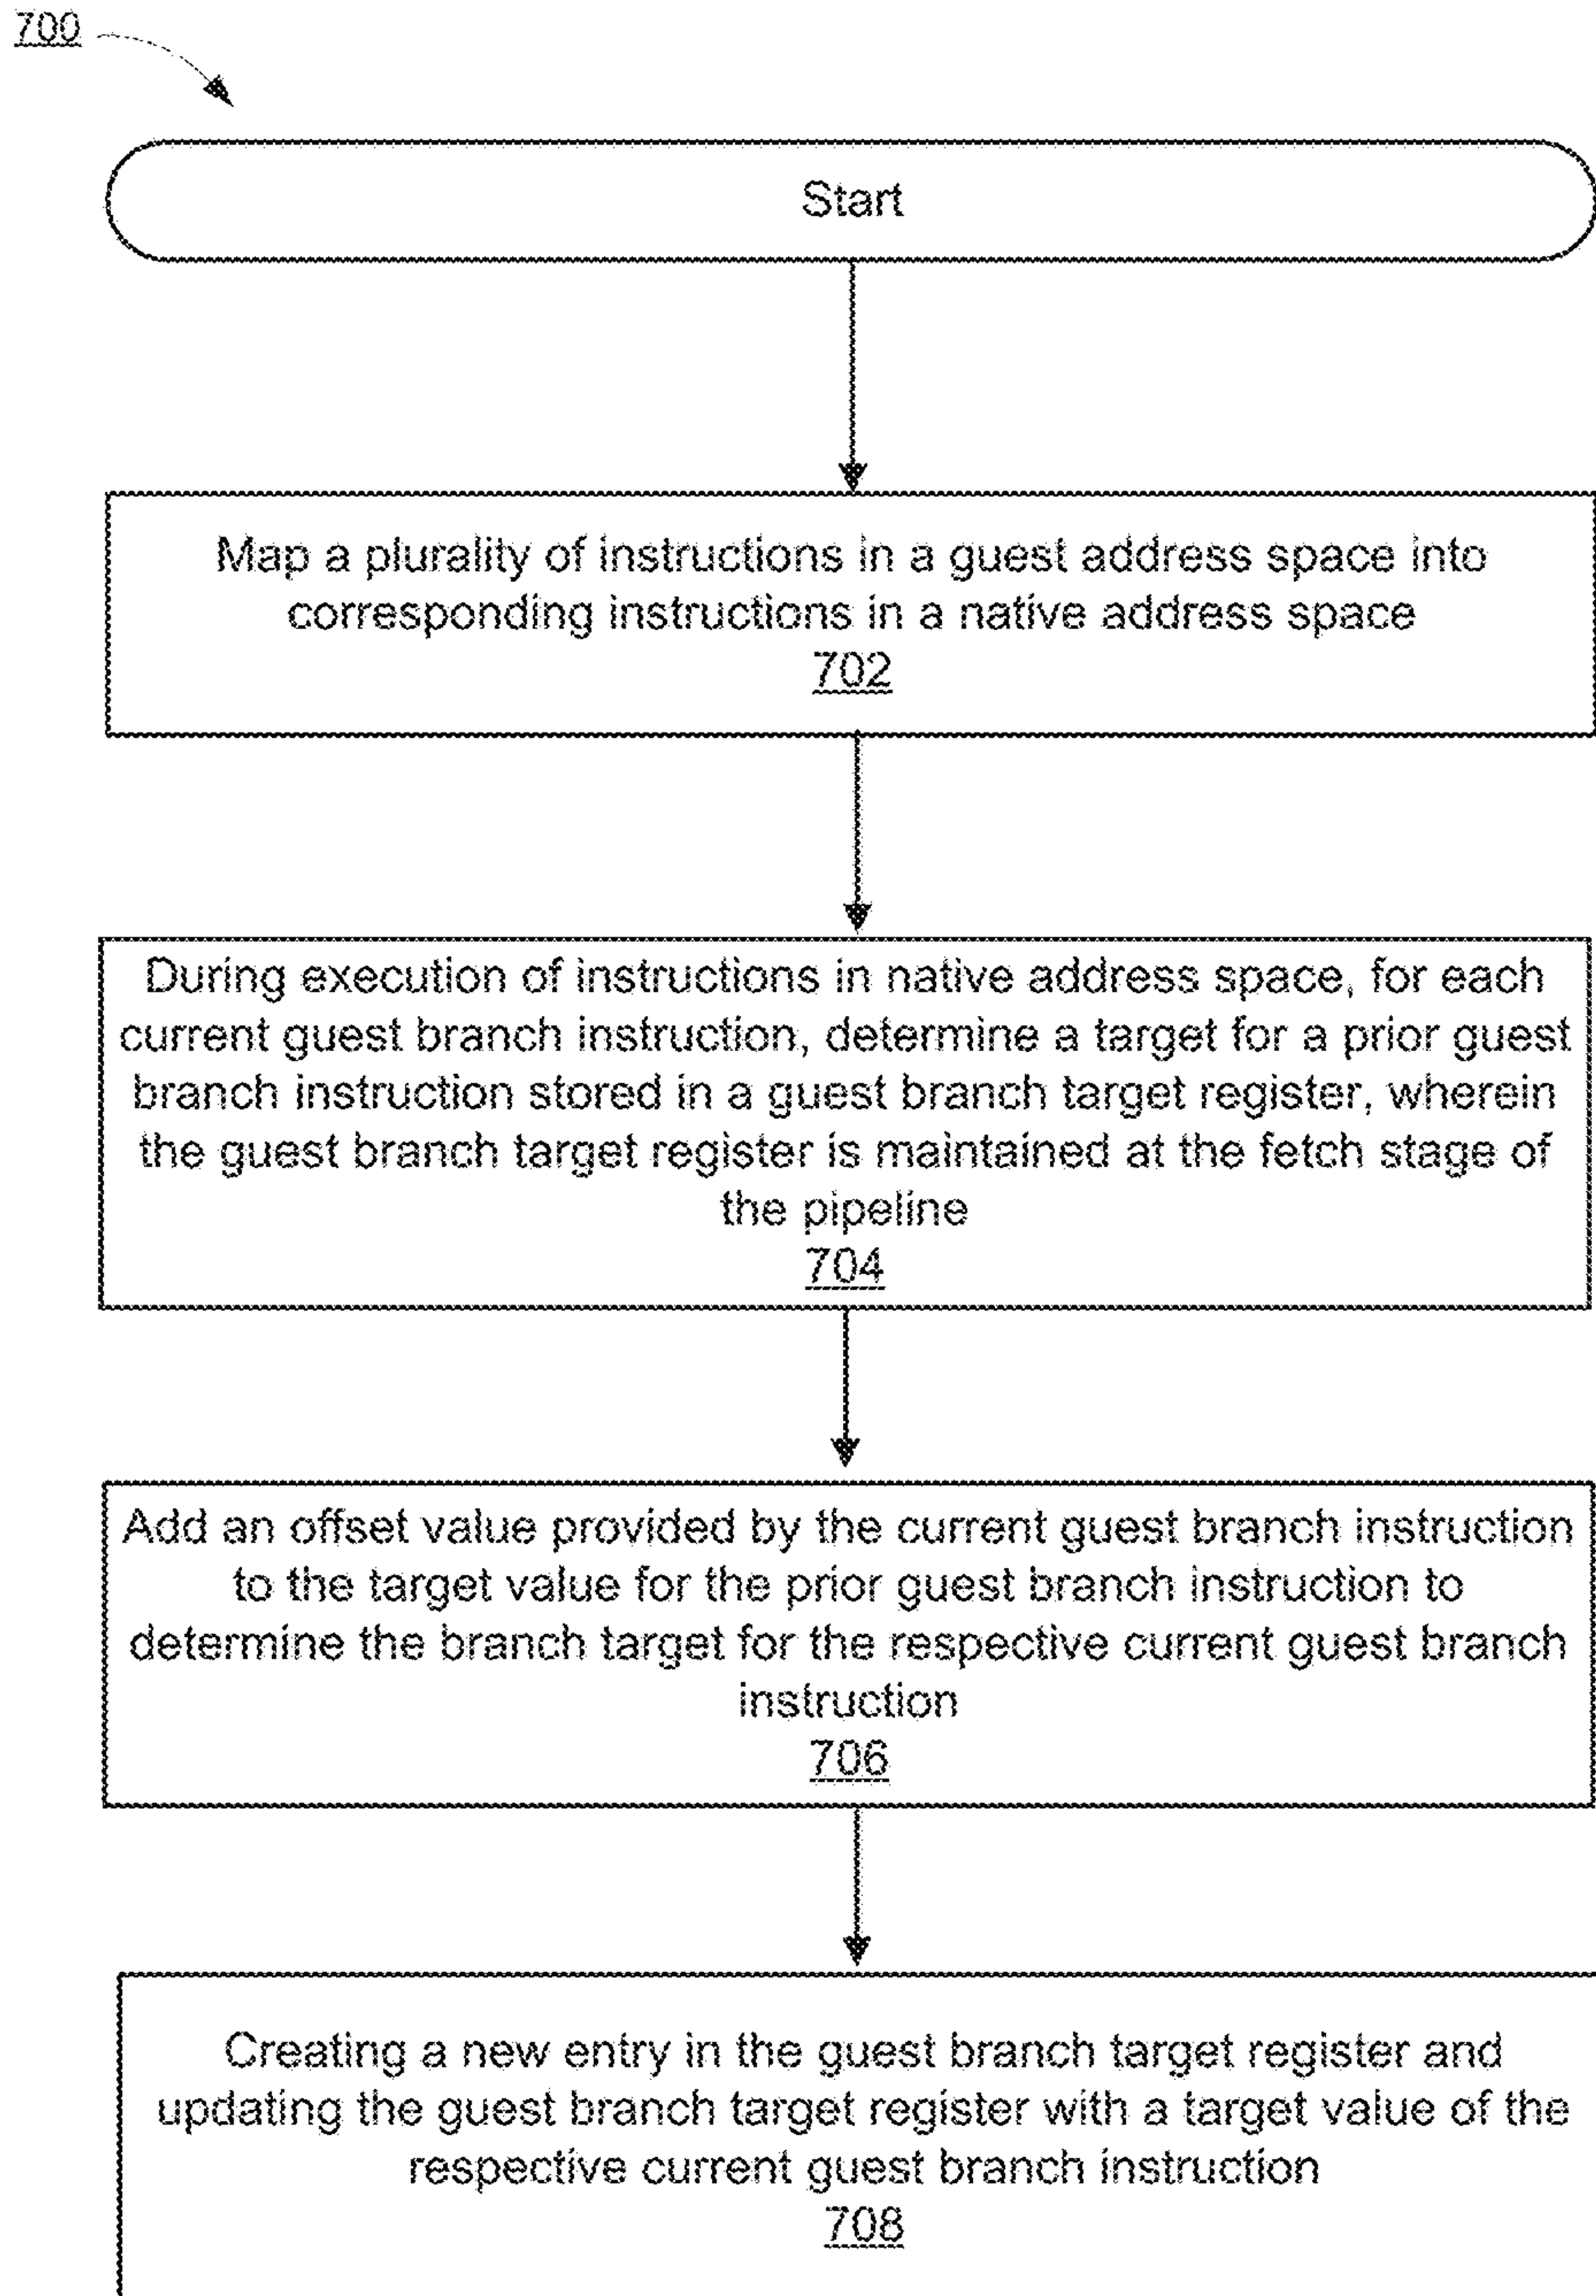 700
Start
Map a plurality of instructions in a guest address space into
corresponding instructions in a native address space
702
During execution of instructions in native address space, for each
current guest branch instruction, determine a target for a prior guest
branch instruction stored in a guest branch target register, wherein
the guest branch target register is maintained at the fetch stage of
the pipeline
704
Add an offset value provided by the current guest branch instruction
to the target value for the prior guest branch instruction to
determine the branch target for the respective current guest branch
instruction
706
Creating a new entry in the guest branch target register and
updating the guest branch target register with a target value of the
respective current guest branch instruction
708